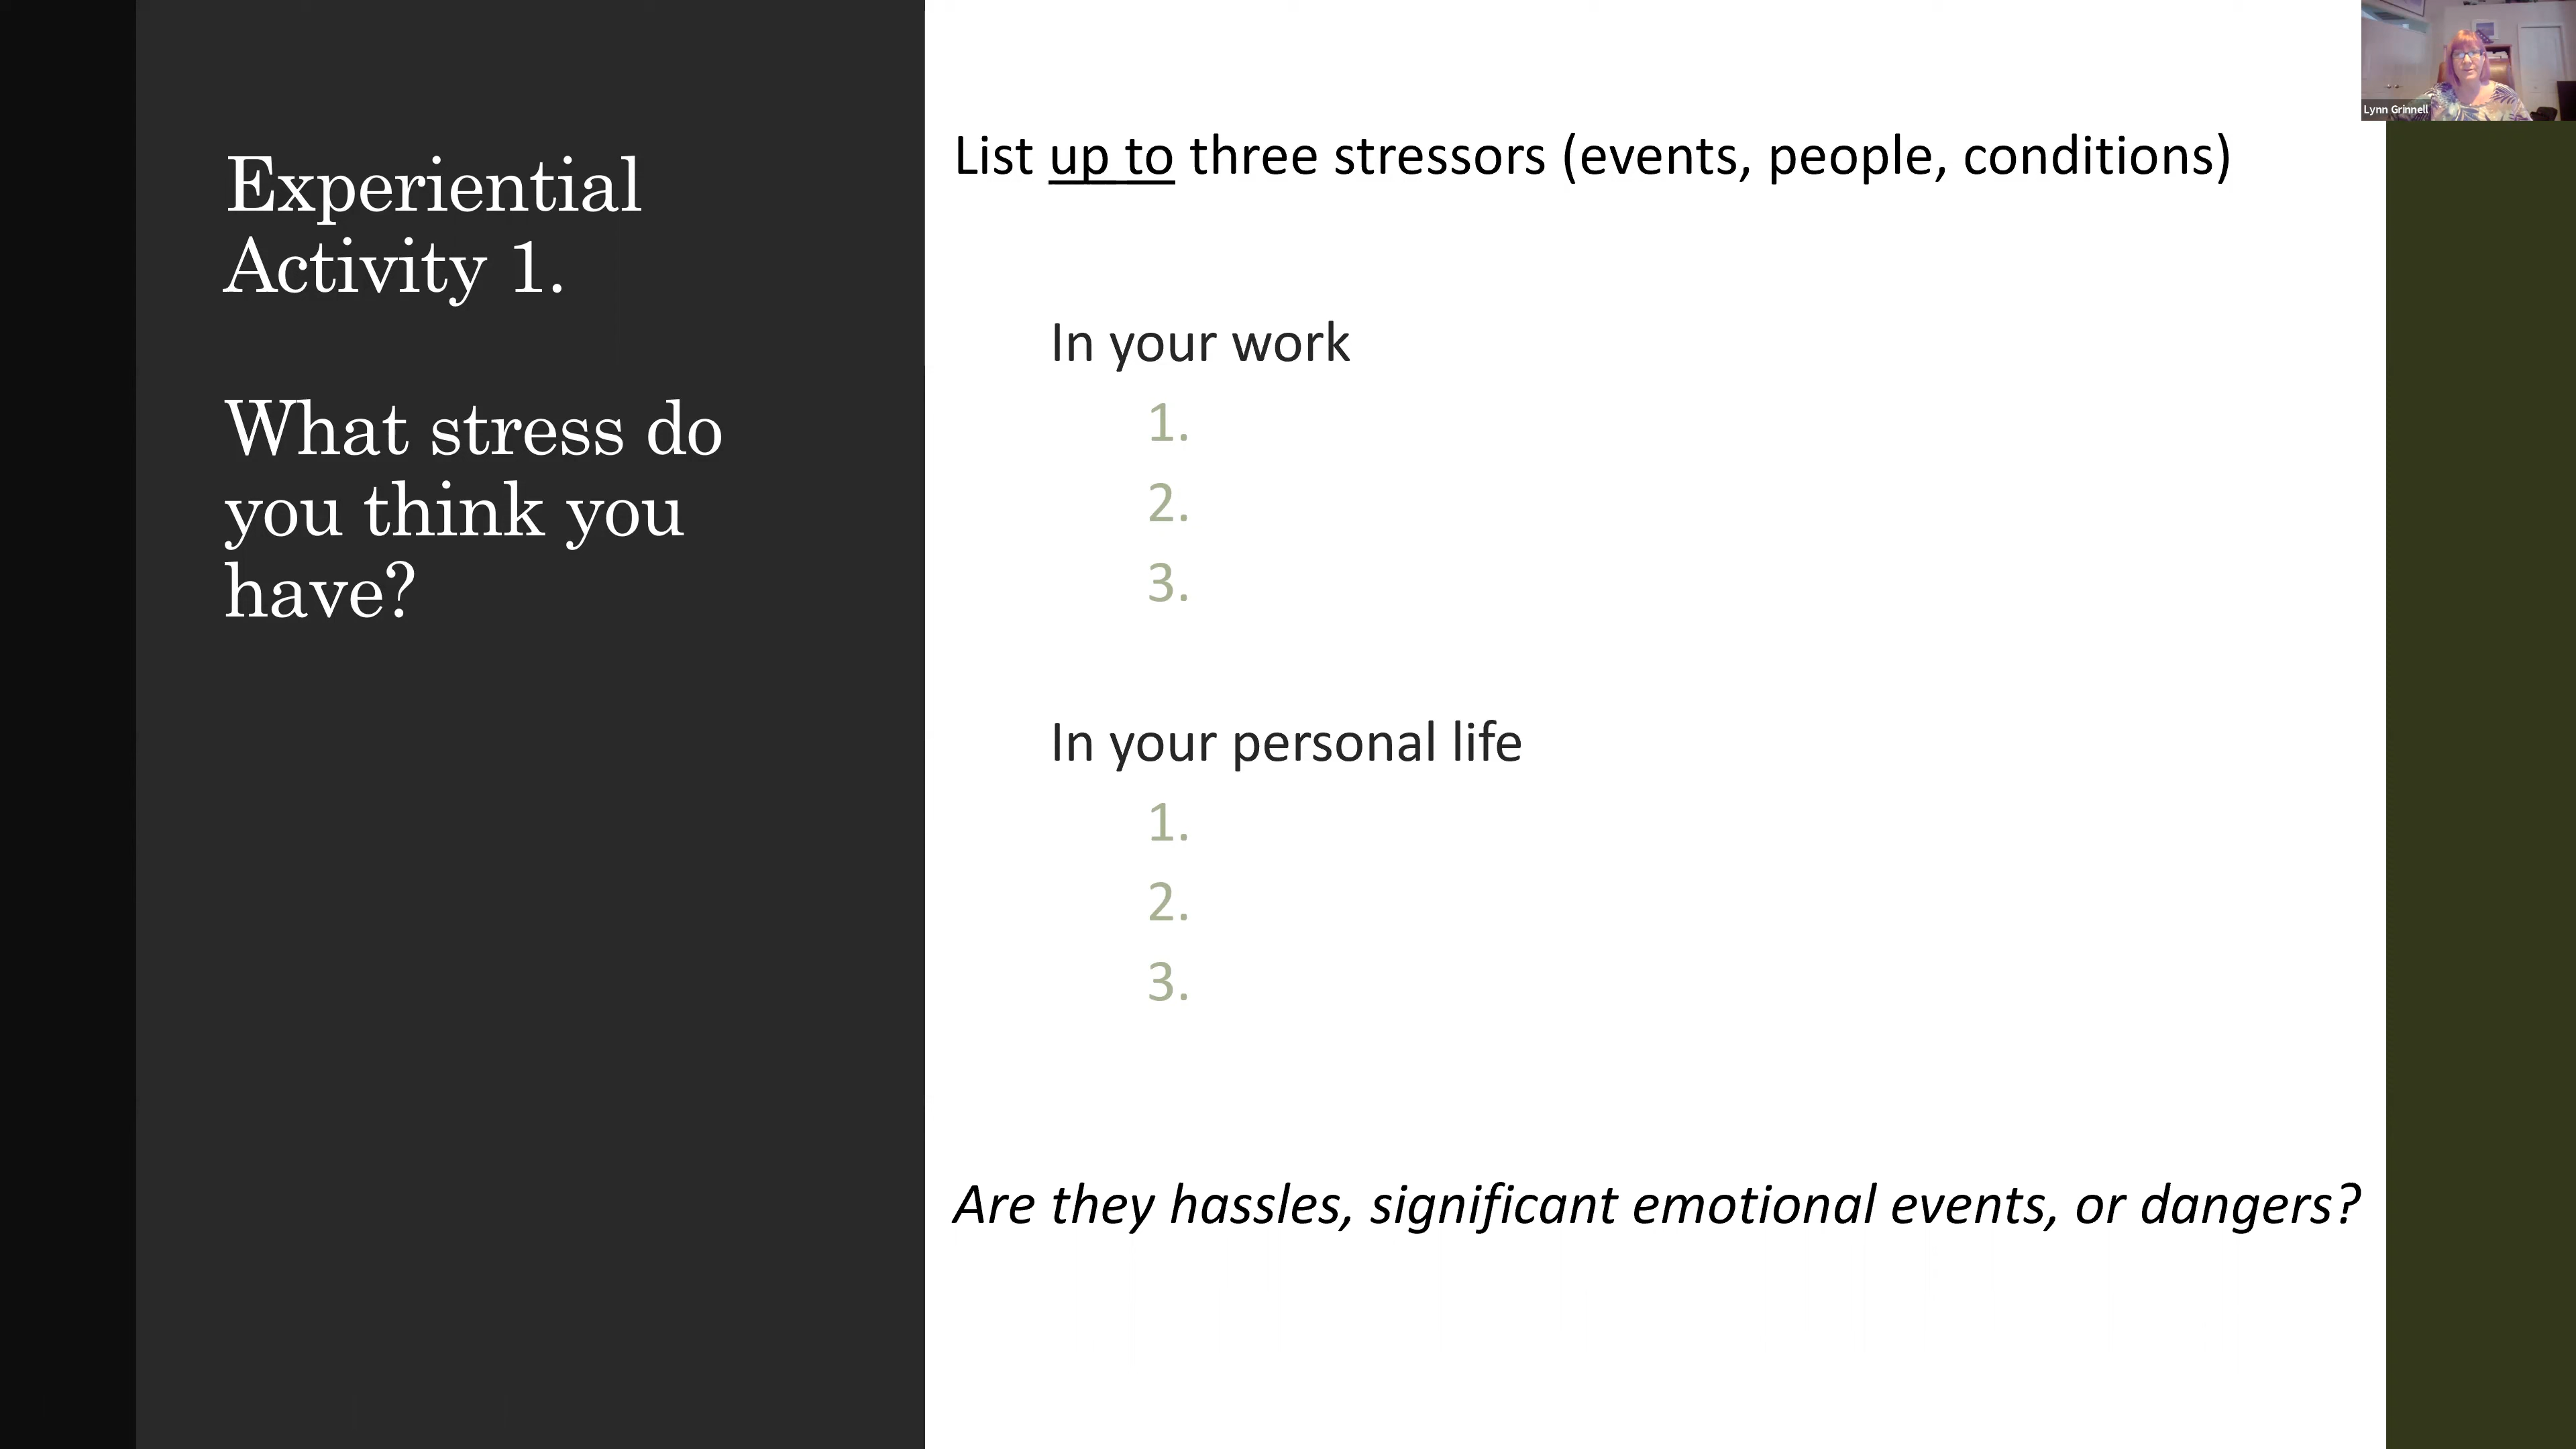 Experiential
Activity 1.
What stress do
you think you
have?
List up to three stressors (events, people, conditions)
In your work
1.
2.
3.
In your personal life
1.
2.
3.
Are they hassles, significant emotional events, or dangers?
Lynn Grinnell